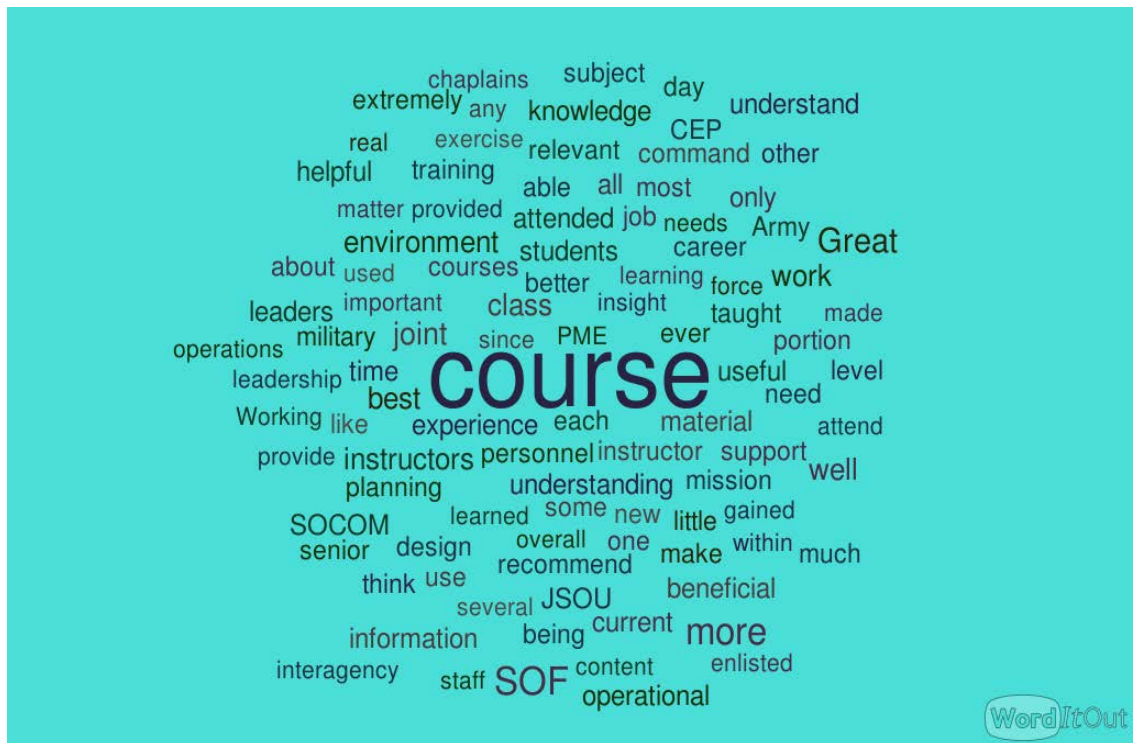 chaplains subject day
extremely any knowledge understand
CEP
real exercise relevant command other
helpful training able all most only
matter provided attended job needs Army Great
environment students career
about used courses better learning force work
leaders important class insight taught made
operations military joint since PME ever portion
leadership time course useful level
best need
Working like experience each material attend
provide instructors personnel instructor support well
planning understanding mission
SOCOM learned some new little gained
senior design overall one make within much
recommend
think use beneficial
several JSOU current
information being more
interagency staff SOF content enlisted
operational
WordItOut